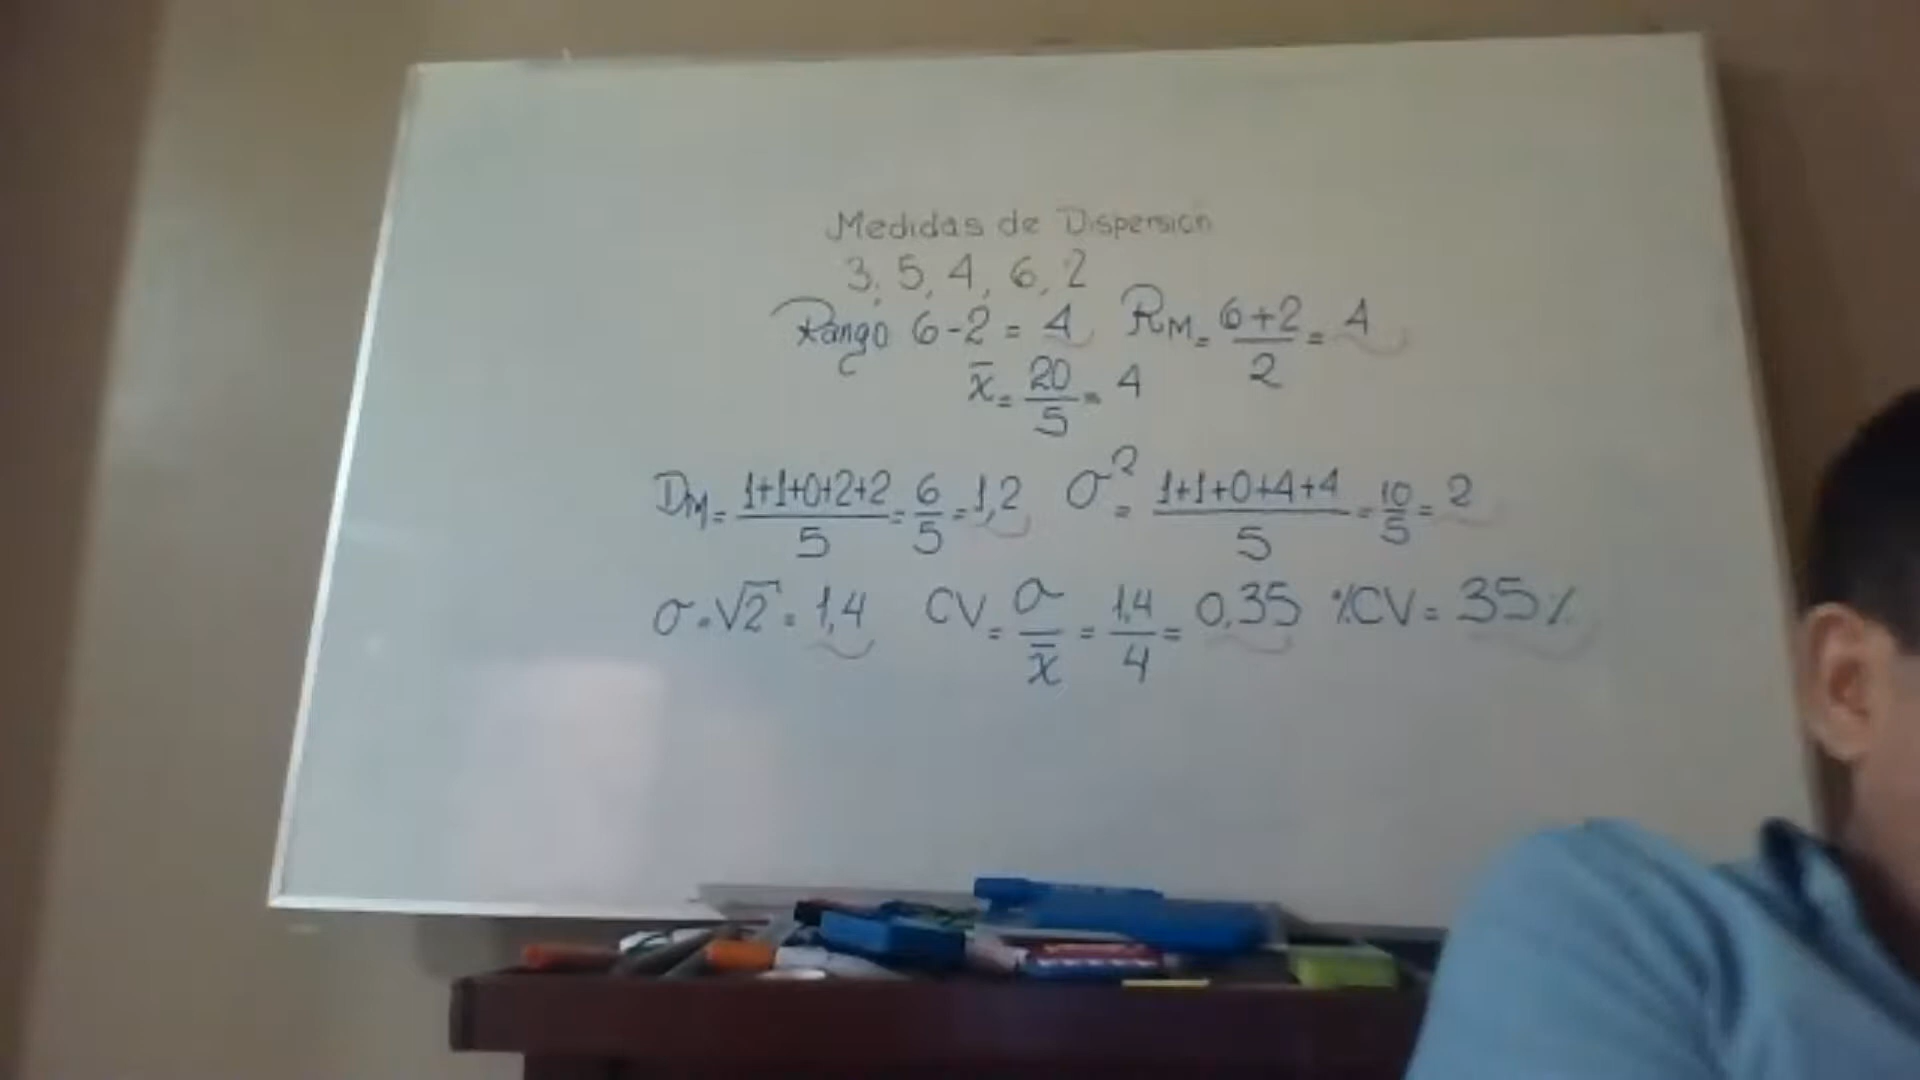 Medidas de Dispersión
3, 5, 4, 6, 2
Rango 6-2 = 4 RM = 6+2/2 = 4
x̄ = 20/5 = 4
DM = 1+1+0+2+2/5 = 6/5 = 1,2 σ² = 1+1+0+4+4/5 = 10/5 = 2
σ = √2 = 1,4 CV = σ/x̄ = 1,4/4 = 0,35 %CV = 35%